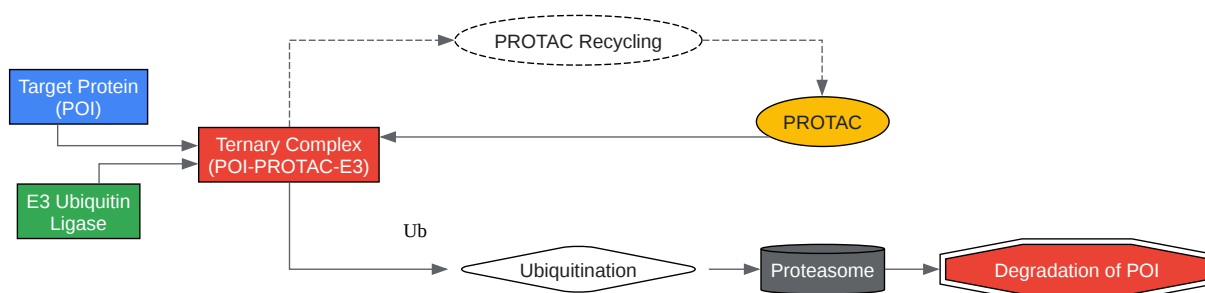 PROTAC Recycling
Target Protein
(POI)
PROTAC
Ternary Complex
(POI-PROTAC-E3)
E3 Ubiquitin
Ligase
Ub
Ubiquitination
Proteasome
Degradation of POI